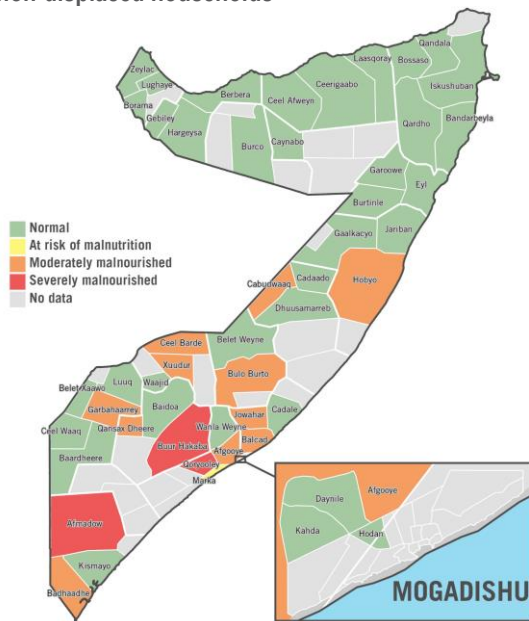 non-displaced households
Qandala
Laasqoray
Bossaso
Zeylac
Ceerigaabo
Lughaye
Berbera
Iskushuban
Ceel Afweyn
Borama
Gebiley
Bandarbeyla
Hargeysa
Qardho
Burco
Caynabo
Garoowe
Eyl
Burtinle
Normal
Jariban
Gaalkacyo
At risk of malnutrition
Moderately malnourished
Cadaado
Hobyo
Severely malnourished
Cabudwaaq
No data
Dhuusamarreb
Belet Weyne
Ceel Barde
Xuudur
Luuq
Waajid
Bulo Burto
Belet Xaawo
Garbahaarrey
Baidoa
Jowahar
Cadale
Qansax Dheere
Wanla Weyne
Ceel Waaq
Buur Hakaba
Balcad
Afgooye
Baardheere
Qoryooley
Marka
Afgooye
Daynile
Afmadow
Kahda
Hodan
Kismayo
Badhaadhe
MOGADISHU